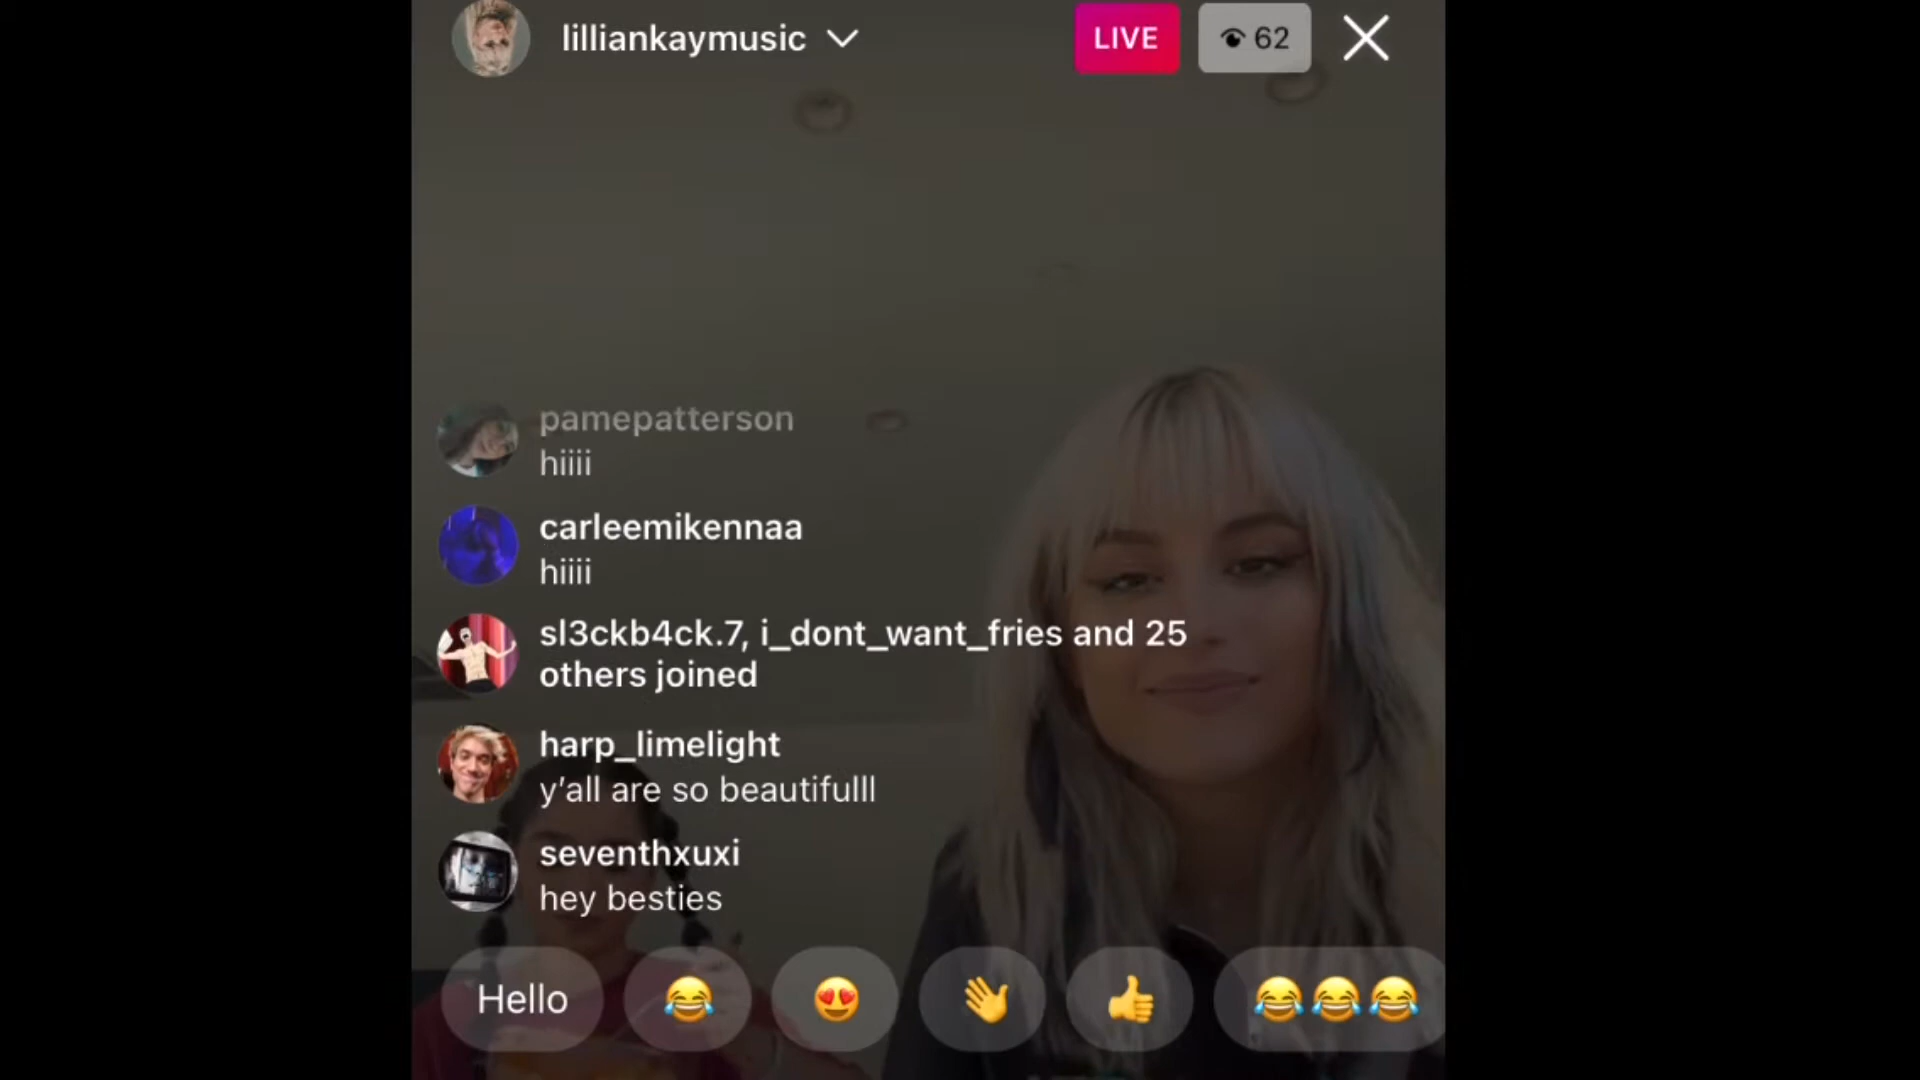 lilliankaymusic
LIVE
62
pamepatterson
hiiii
carleemikennaa
hiiii
sl3ckb4ck.7, i_dont_want_fries and 25
others joined
harp_limelight
y’all are so beautifulll
seventhxuxi
hey besties
Hello